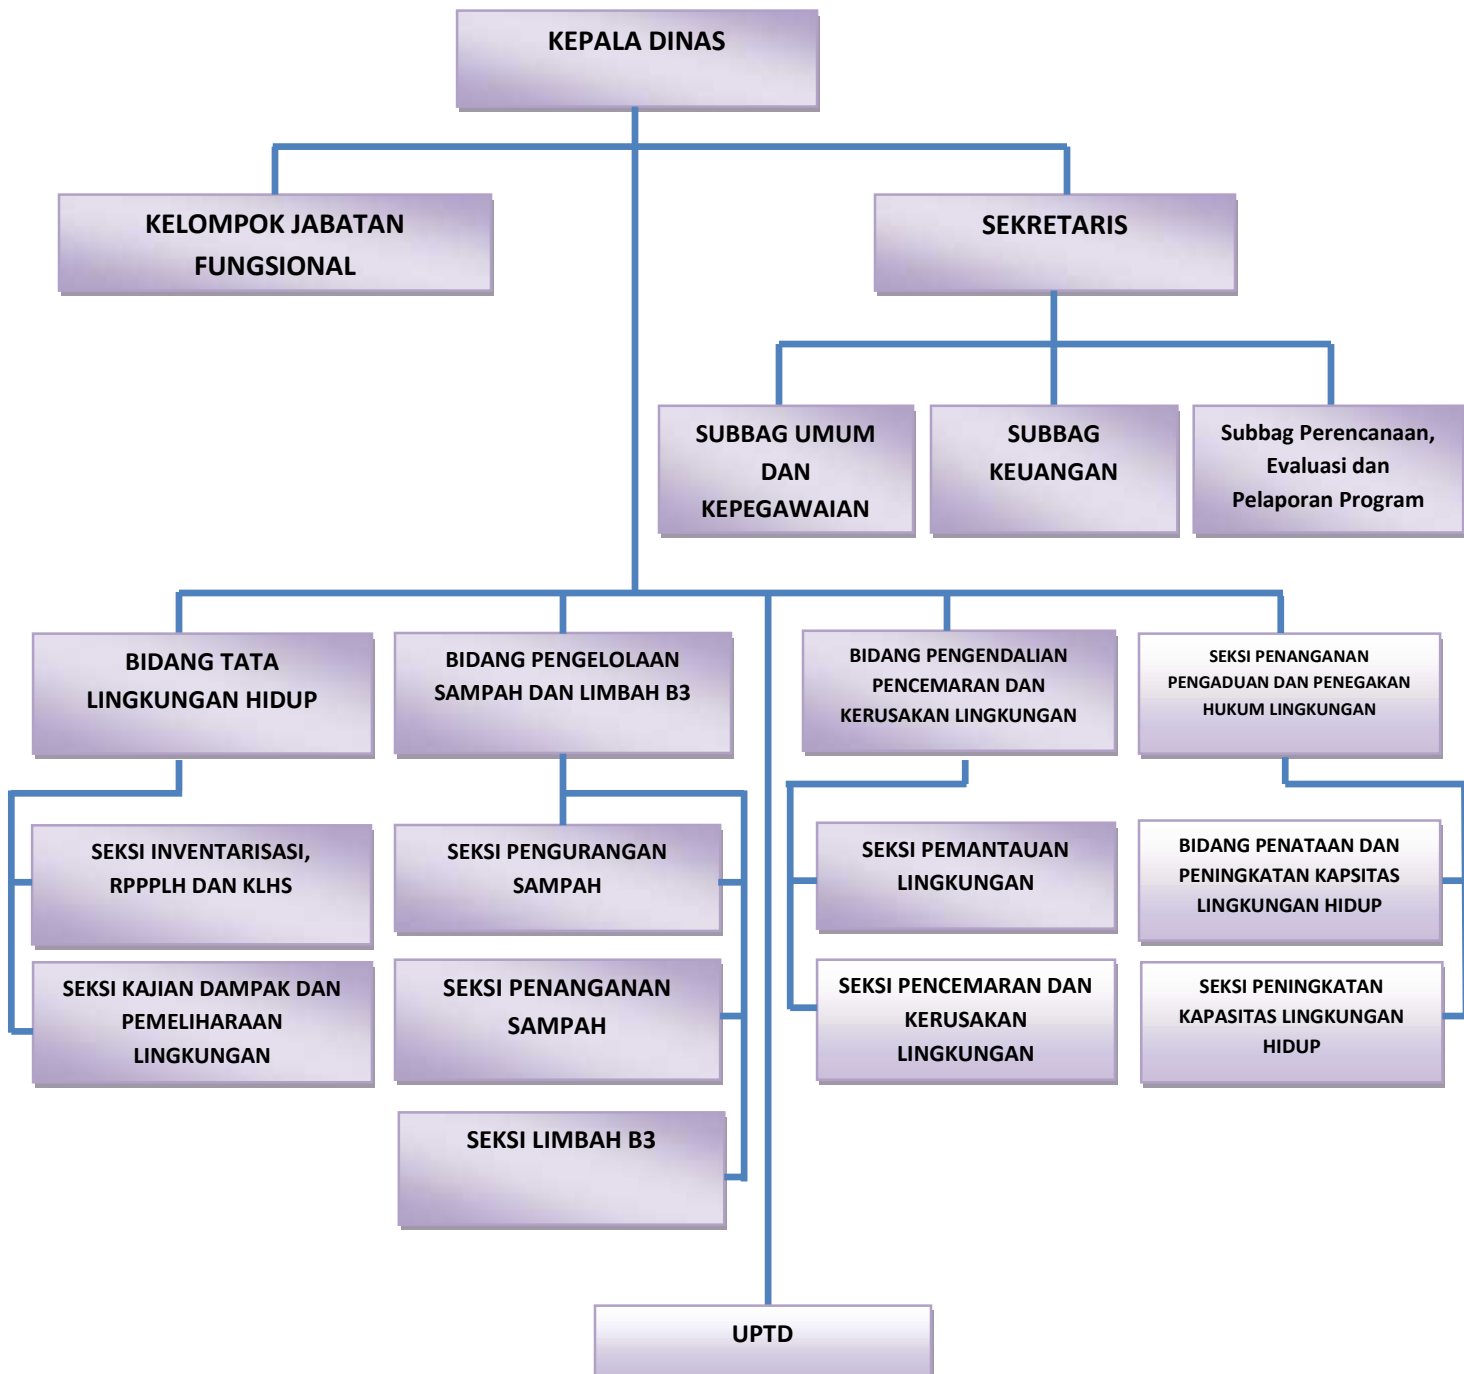 KEPALA DINAS
KELOMPOK JABATAN
FUNGSIONAL
SEKRETARIS
SUBBAG UMUM
DAN
KEPEGAWAIAN
SUBBAG
KEUANGAN
Subbag Perencanaan,
Evaluasi dan
Pelaporan Program
BIDANG TATA
LINGKUNGAN HIDUP
BIDANG PENGELOLAAN
SAMPAH DAN LIMBAH B3
BIDANG PENGENDALIAN
PENCEMARAN DAN
KERUSAKAN LINGKUNGAN
SEKSI PENANGANAN
PENGADUAN DAN PENEGAKAN
HUKUM LINGKUNGAN
SEKSI INVENTARISASI,
RPPPLH DAN KLHS
SEKSI PENGURANGAN
SAMPAH
SEKSI PEMANTAUAN
LINGKUNGAN
BIDANG PENATAAN DAN
PENINGKATAN KAPSITAS
LINGKUNGAN HIDUP
SEKSI KAJIAN DAMPAK DAN
PEMELIHARAAN
LINGKUNGAN
SEKSI PENANGANAN
SAMPAH
SEKSI PENCEMARAN DAN
KERUSAKAN
LINGKUNGAN
SEKSI PENINGKATAN
KAPASITAS LINGKUNGAN
HIDUP
SEKSI LIMBAH B3
UPTD